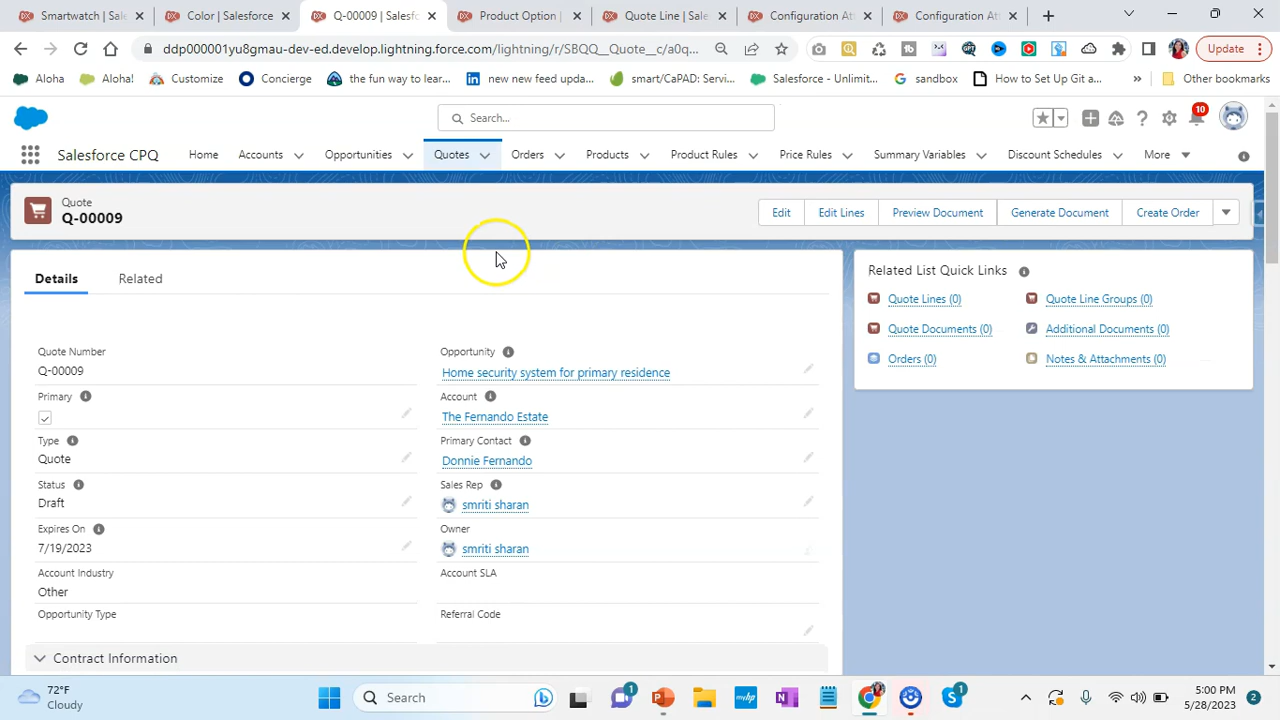 Smartwatch | Sal
Color | Salesforce
Q-00009 | Salesf
Product Option |
Quote Line | Sale
Configuration Att
Configuration Att
ddp000001yu8gmau-dev-ed.develop.lightning.force.com/lightning/r/SBQQ__Quote__c/a0q...
Update
Aloha
Aloha!
Customize
Concierge
the fun way to lear...
new new feed upda...
smart/CaPAD: Servi...
Salesforce - Unlimit...
sandbox
How to Set Up Git a...
»
Other bookmarks
Search...
10
Salesforce CPQ
Home
Accounts
Opportunities
Quotes
Orders
Products
Product Rules
Price Rules
Summary Variables
Discount Schedules
More
Quote
Q-00009
Edit
Edit Lines
Preview Document
Generate Document
Create Order
Details
Related
Related List Quick Links
Quote Lines (0)
Quote Line Groups (0)
Quote Documents (0)
Additional Documents (0)
Orders (0)
Notes & Attachments (0)
Quote Number
Q-00009
Opportunity
Home security system for primary residence
Primary
Account
The Fernando Estate
Type
Quote
Primary Contact
Donnie Fernando
Status
Draft
Sales Rep
smriti sharan
Expires On
7/19/2023
Owner
smriti sharan
Account Industry
Other
Account SLA
Opportunity Type
Referral Code
Contract Information
72°F
Cloudy
Search
1
1
5:00 PM
5/28/2023
2